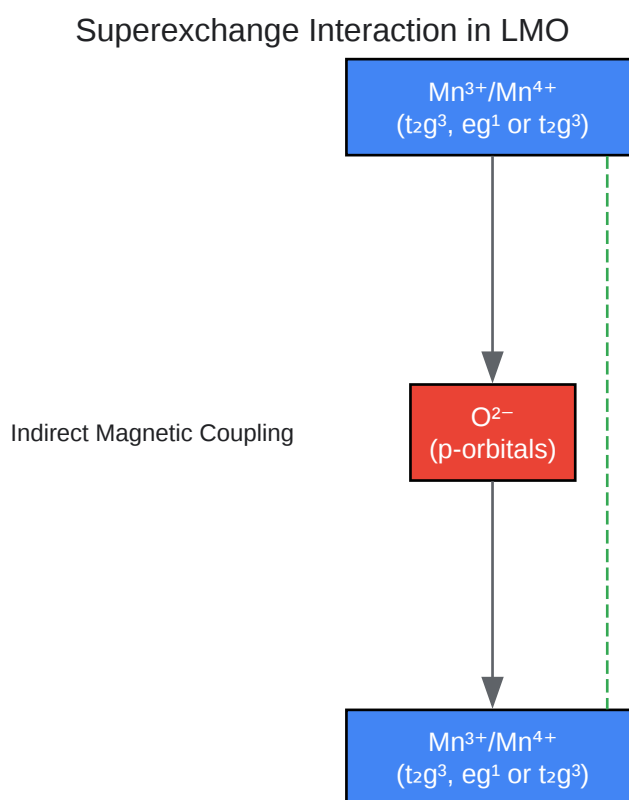 Superexchange Interaction in LMO
Mn³⁺/Mn⁴⁺
(t₂g³, eg¹ or t₂g³)
O²⁻
(p-orbitals)
Indirect Magnetic Coupling
Mn³⁺/Mn⁴⁺
(t₂g³, eg¹ or t₂g³)